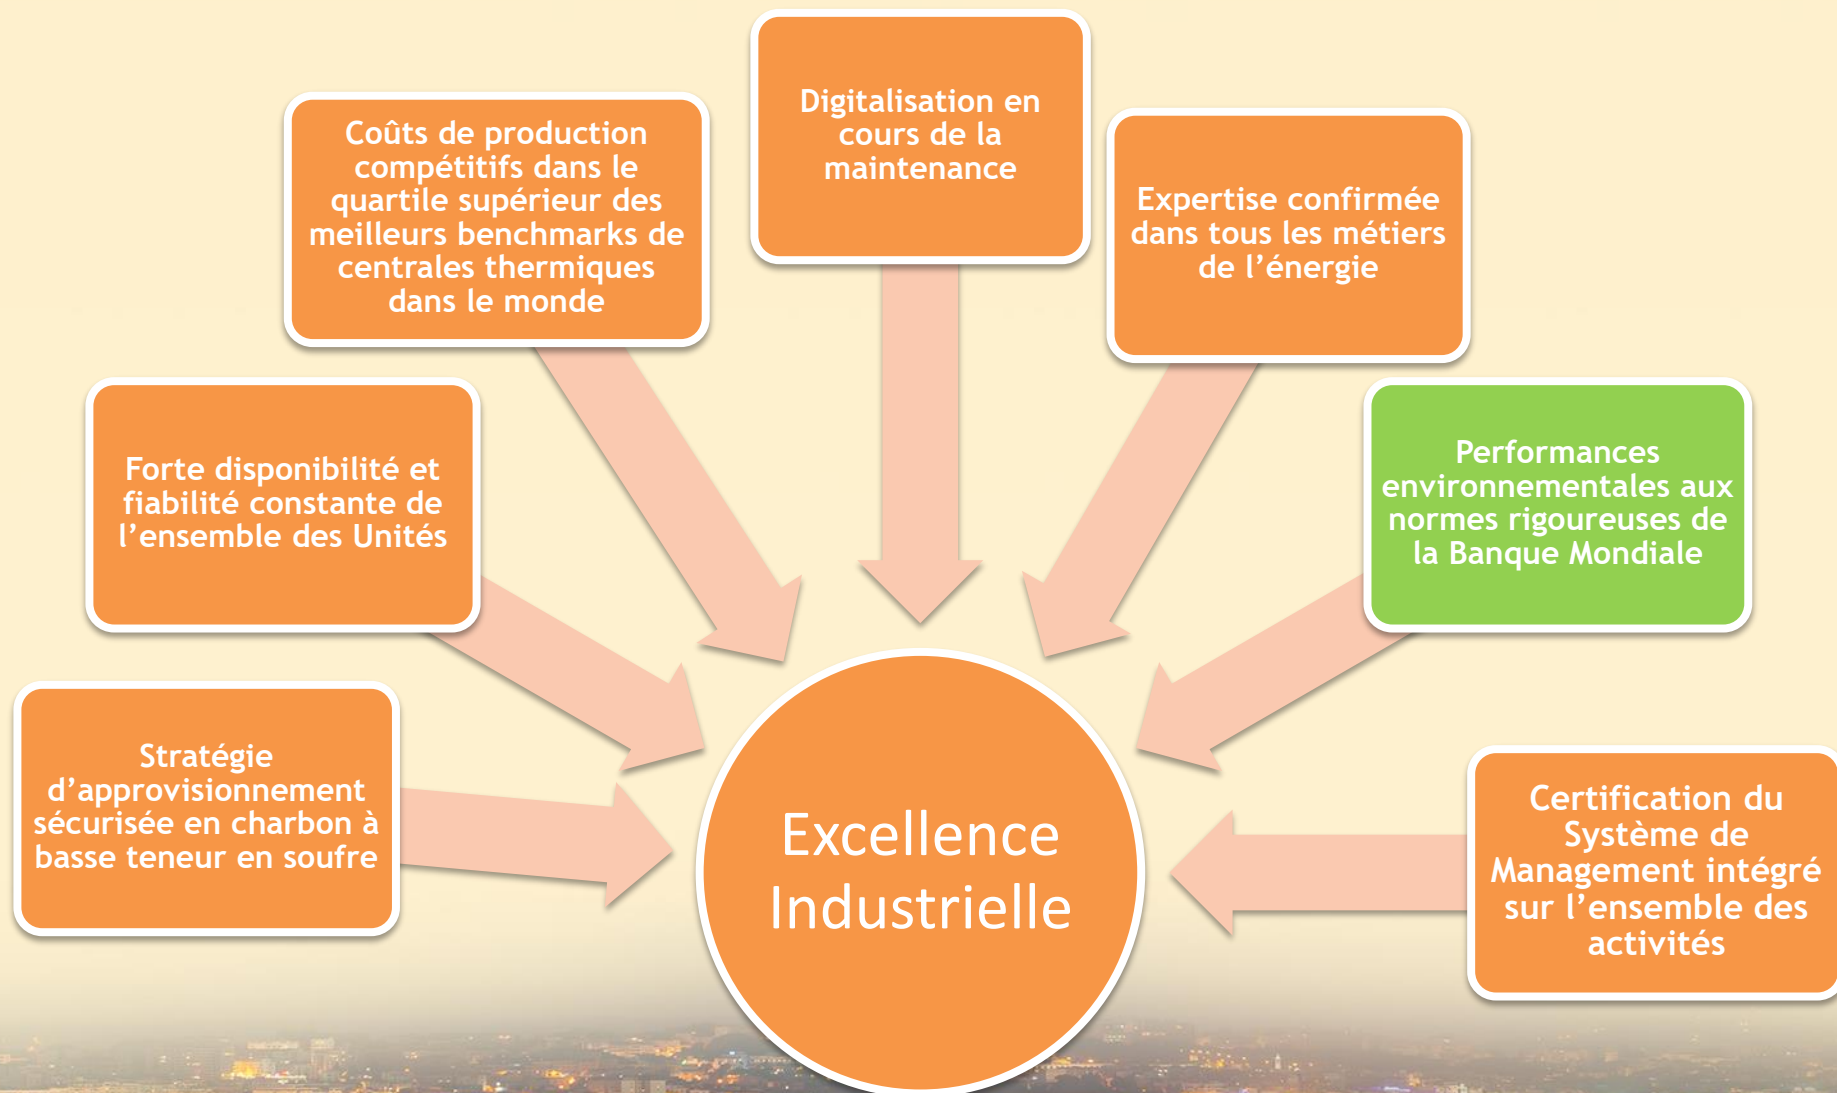 Digitalisation en
cours de la
maintenance
Coûts de production
compétitifs dans le
quartile supérieur des
meilleurs benchmarks de
centrales thermiques
dans le monde
Expertise confirmée
dans tous les métiers
de l’énergie
Forte disponibilité et
fiabilité constante de
l’ensemble des Unités
Performances
environnementales aux
normes rigoureuses de
la Banque Mondiale
Stratégie
d’approvisionnement
sécurisée en charbon à
basse teneur en soufre
Certification du
Système de
Management intégré
sur l’ensemble des
activités
Excellence
Industrielle